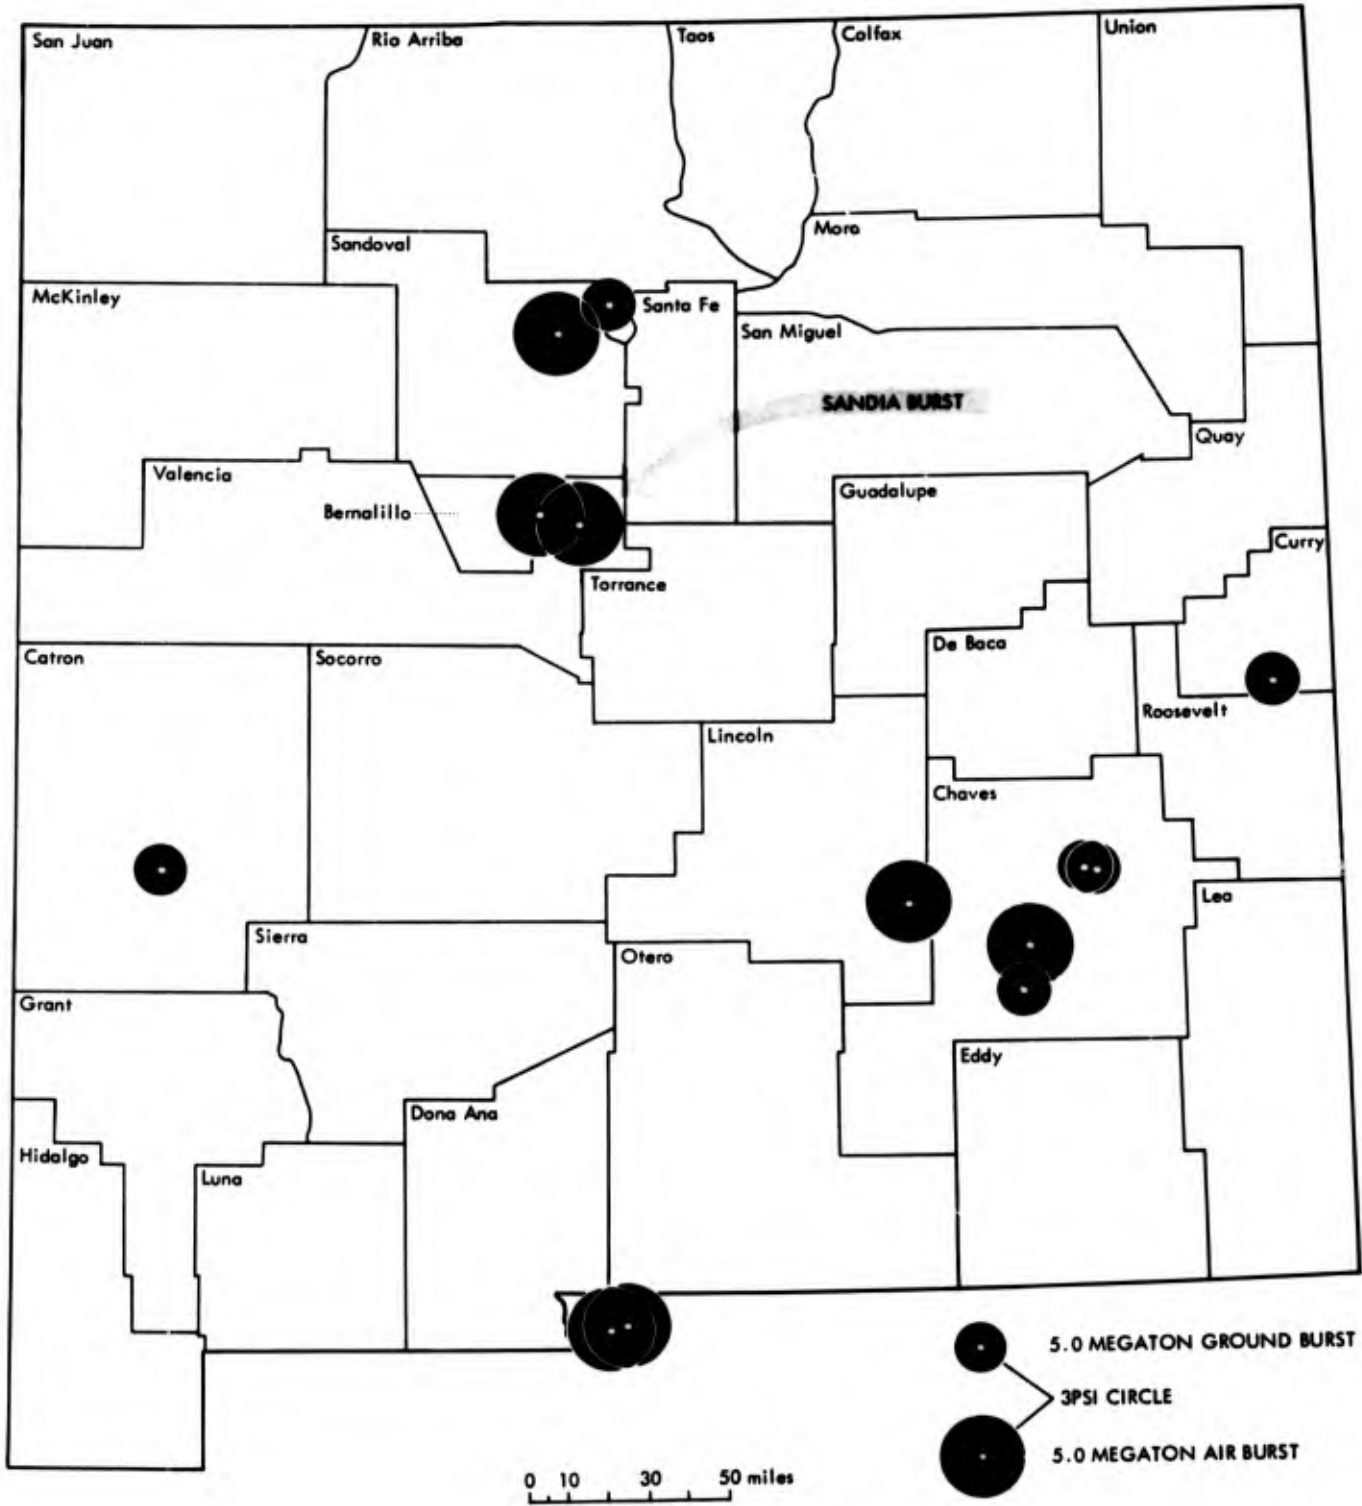 San Juan
Rio Arriba
Taos
Colfax
Union
Sandoval
Mora
McKinley
Santa Fe
San Miguel
SANDIA BURST
Quay
Valencia
Bernalillo
Guadalupe
Curry
Torrance
De Baca
Catron
Socorro
Roosevelt
Lincoln
Chaves
Lea
Sierra
Otero
Grant
Eddy
Dona Ana
Hidalgo
Luna
5.0 MEGATON GROUND BURST
3PSI CIRCLE
5.0 MEGATON AIR BURST
0 10 30 50 miles